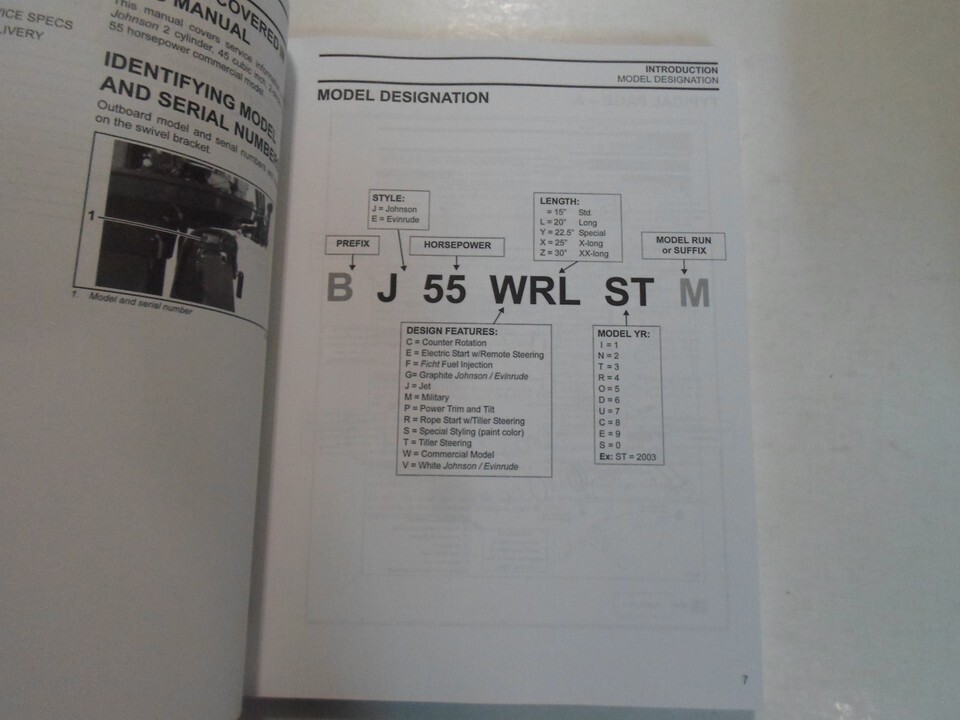 VICE SPECS
LIVERY
COVERED IN
MANUAL
This manual covers service
Johnson 2 cylinder, 45 cubic inch,
55 horsepower commercial model.
IDENTIFYING MODEL
AND SERIAL NUMBER
Outboard model and serial numbers
on the swivel bracket.
1
1. Model and serial number
INTRODUCTION
MODEL DESIGNATION
MODEL DESIGNATION
STYLE:
J = Johnson
E = Evinrude
LENGTH:
= 15" Std.
L = 20" Long
Y = 22.5" Special
X = 25" X-long
Z = 30" XX-long
PREFIX
HORSEPOWER
MODEL RUN
or SUFFIX
B J 55 WRL ST M
DESIGN FEATURES:
C = Counter Rotation
E = Electric Start w/Remote Steering
F = Ficht Fuel Injection
G= Graphite Johnson / Evinrude
J = Jet
M = Military
P = Power Trim and Tilt
R = Rope Start w/Tiller Steering
S = Special Styling (paint color)
T = Tiller Steering
W = Commercial Model
V = White Johnson / Evinrude
MODEL YR:
I = 1
N = 2
T = 3
R = 4
O = 5
D = 6
U = 7
C = 8
E = 9
S = 0
Ex: ST = 2003
7